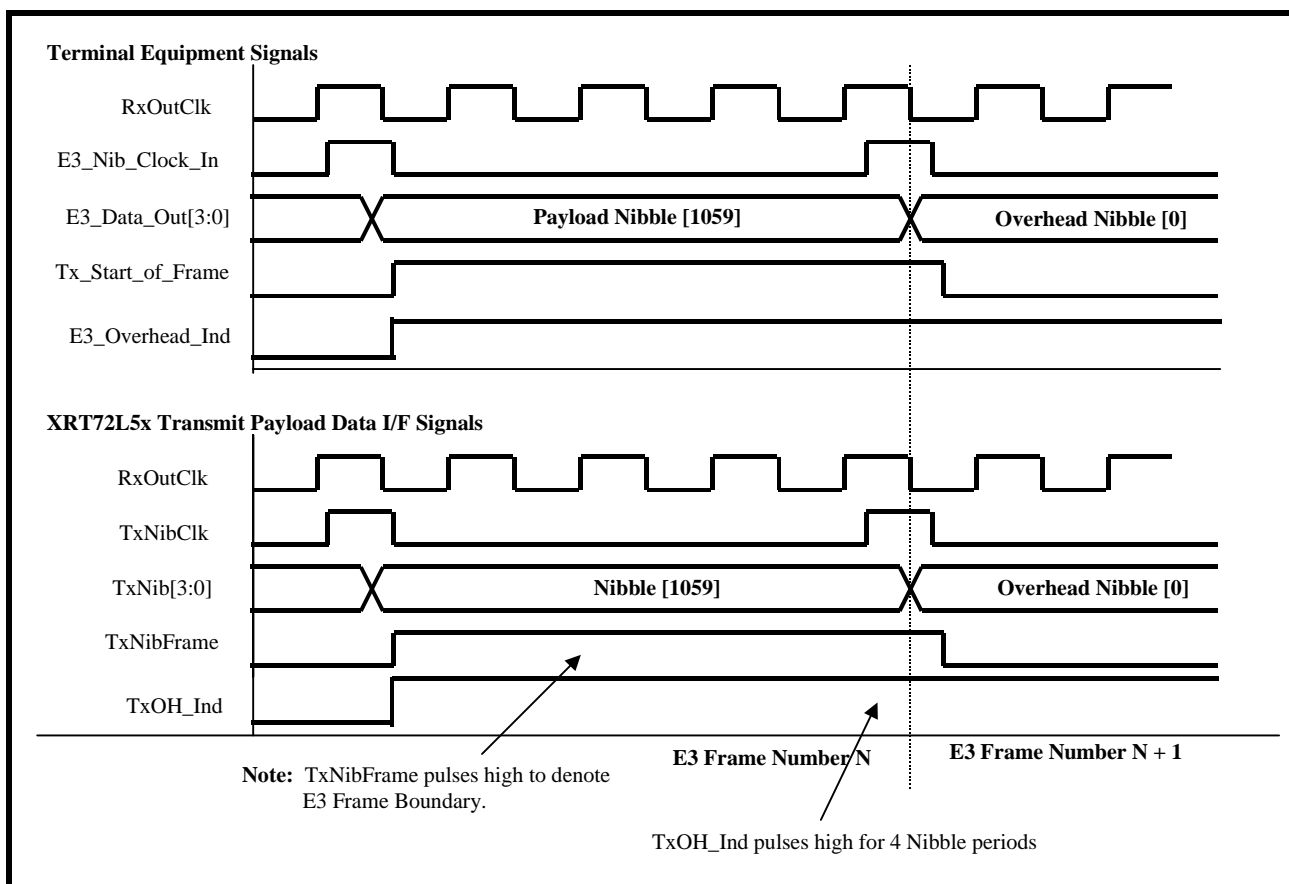 Terminal Equipment Signals
RxOutClk
E3_Nib_Clock_In
E3_Data_Out[3:0]
Payload Nibble [1059]
Overhead Nibble [0]
Tx_Start_of_Frame
E3_Overhead_Ind
XRT72L5x Transmit Payload Data I/F Signals
RxOutClk
TxNibClk
TxNib[3:0]
Nibble [1059]
Overhead Nibble [0]
TxNibFrame
TxOH_Ind
E3 Frame Number N
E3 Frame Number N + 1
Note: TxNibFrame pulses high to denote
E3 Frame Boundary.
TxOH_Ind pulses high for 4 Nibble periods